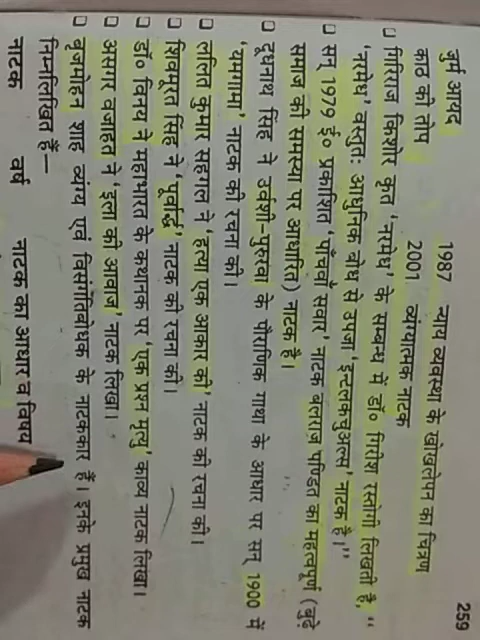 259
जुर्म आयद 1987 न्याय व्यवस्था के खोखलेपन का चित्रण
काठ की तोप 2001 व्यंग्यात्मक नाटक
□ गिरिराज किशोर कृत 'नरमेध' के सम्बन्ध में डॉ० गिरीश रस्तोगी लिखती है, "
'नरमेध' वस्तुतः आधुनिक बोध से उपजा 'इन्टलकचुअल्स' नाटक है।"
□ सन् 1979 ई० प्रकाशित 'पाँचवाँ सवार' नाटक बलराज पण्डित का महत्वपूर्ण (बुढ़े
समाज की समस्या पर आधारित) नाटक है।
□ दूधनाथ सिंह ने उर्वशी-पुरुरवा के पौराणिक गाथा के आधार पर सन् 1900 में
'यमगाथा' नाटक की रचना की।
□ ललित कुमार सहगल ने 'हत्या एक आकार की' नाटक की रचना की।
□ शिवमूरत सिंह ने 'पूर्वार्द्ध' नाटक की रचना की।
□ डॉ० विनय ने महाभारत के कथानक पर 'एक प्रश्न मृत्यु' काव्य नाटक लिखा।
□ असगर वजाहत ने 'इन्ना की आवाज' नाटक लिखा।
□ बृजमोहन शाह व्यंग्य एवं विसंगतिबोधक के नाटककार हैं। इनके प्रमुख नाटक
निम्नलिखित हैं—
नाटक वर्ष नाटक का आधार व विषय